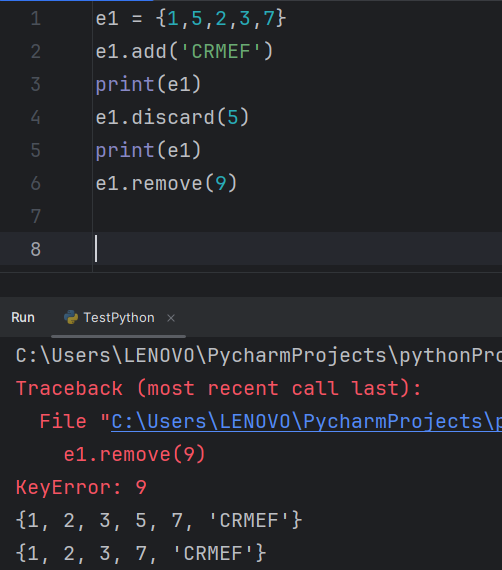 1 e1 = {1,5,2,3,7}
2 e1.add('CRMEF')
3 print(e1)
4 e1.discard(5)
5 print(e1)
6 e1.remove(9)
7
8
Run TestPython ×
C:\Users\LENOVO\PycharmProjects\pythonPro
Traceback (most recent call last):
File "C:\Users\LENOVO\PycharmProjects\p
e1.remove(9)
KeyError: 9
{1, 2, 3, 5, 7, 'CRMEF'}
{1, 2, 3, 7, 'CRMEF'}